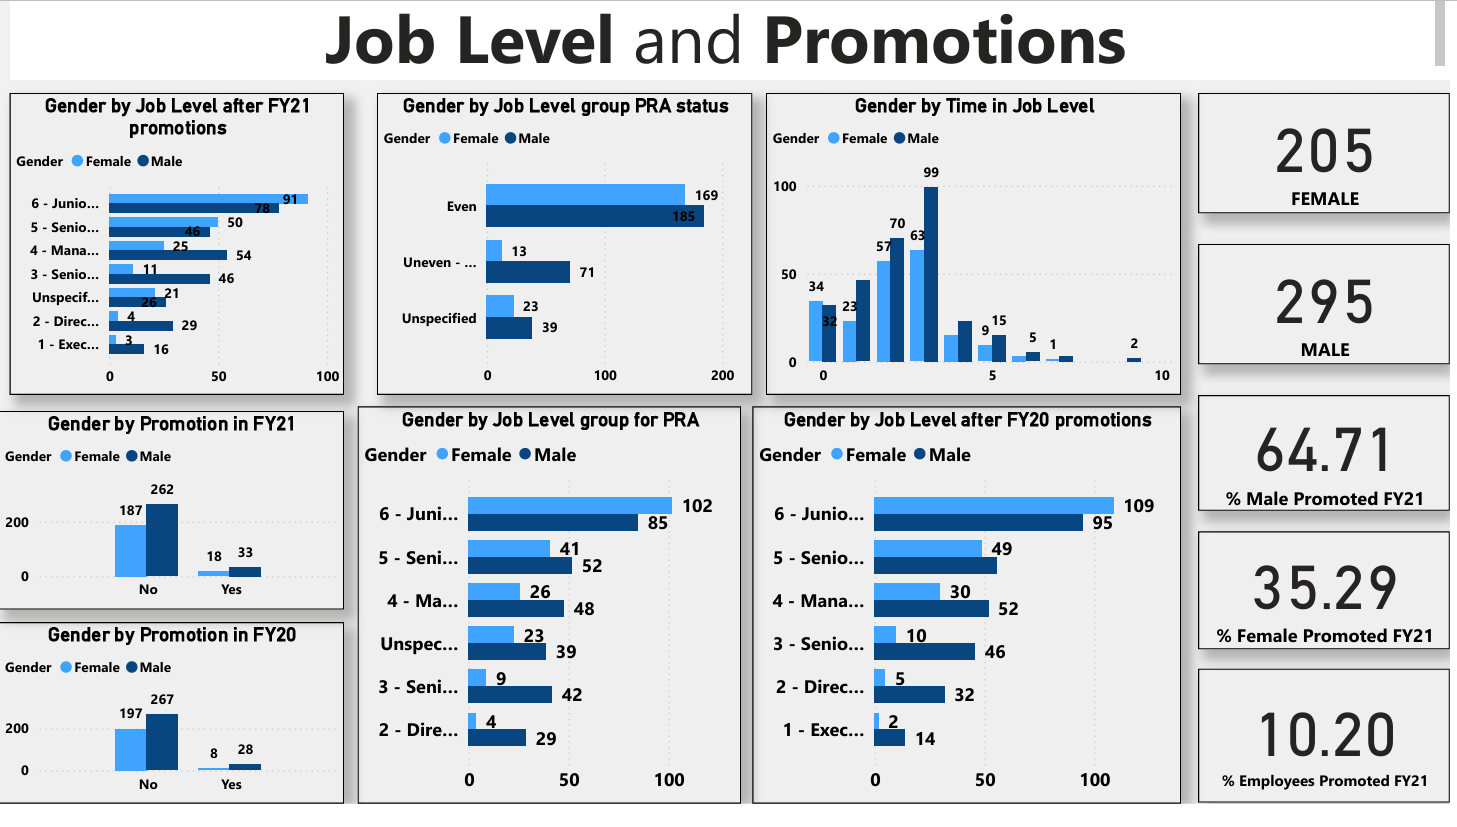 Job Level and Promotions
Gender by Job Level after FY21
promotions
Gender Female Male
6 - Junio... 91
78
5 - Senio... 50
46
4 - Mana... 25
54
3 - Senio... 11
46
Unspecif... 21
26
2 - Direc... 4
29
1 - Exec... 3
16
0 50 100
Gender by Job Level group PRA status
Gender Female Male
Even 169
185
Uneven - ... 13
71
Unspecified 23
39
0 100 200
Gender by Time in Job Level
Gender Female Male
100
50
0
34 32 23 57 70 63 99 9 15 5 1 2
0 5 10
205
FEMALE
295
MALE
64.71
% Male Promoted FY21
35.29
% Female Promoted FY21
10.20
% Employees Promoted FY21
Gender by Promotion in FY21
Gender Female Male
200
0
187 262 18 33
No Yes
Gender by Promotion in FY20
Gender Female Male
200
0
197 267 8 28
No Yes
Gender by Job Level group for PRA
Gender Female Male
6 - Juni... 102
85
5 - Seni... 41
52
4 - Ma... 26
48
Unspec... 23
39
3 - Seni... 9
42
2 - Dire... 4
29
0 50 100
Gender by Job Level after FY20 promotions
Gender Female Male
6 - Junio... 109
95
5 - Senio... 49
4 - Mana... 30
52
3 - Senio... 10
46
2 - Direc... 5
32
1 - Exec... 2
14
0 50 100